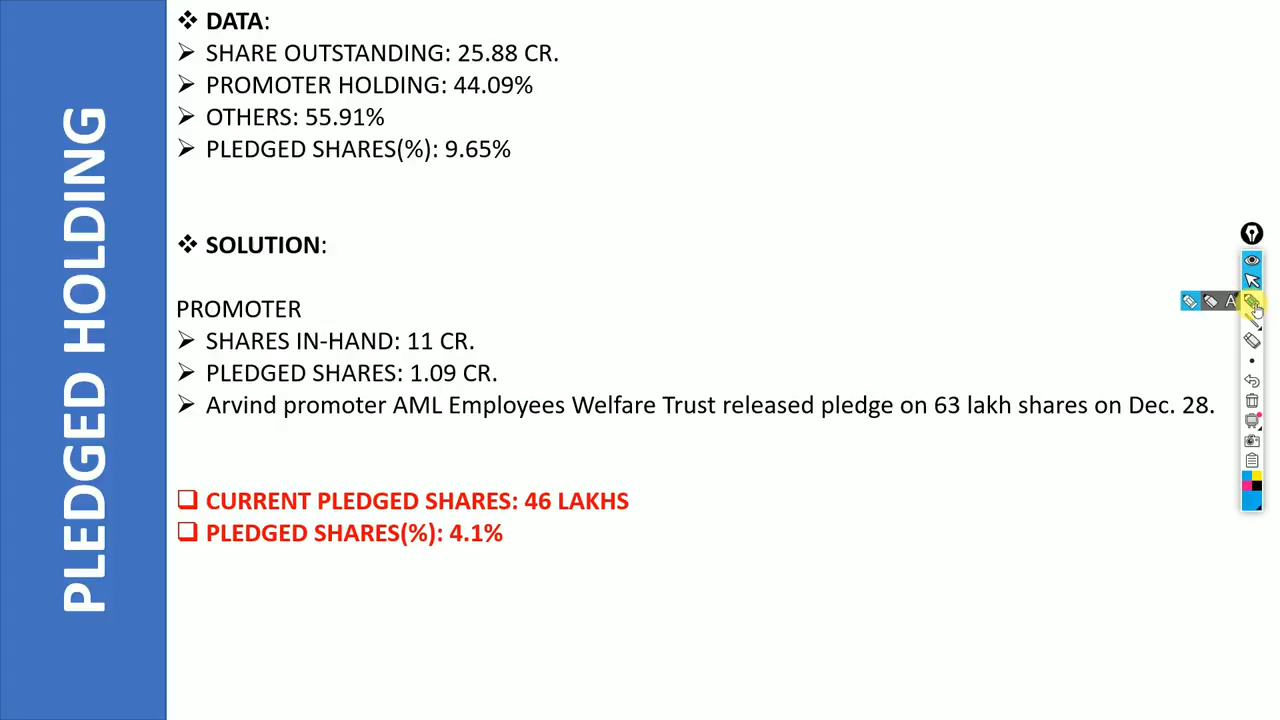 PLEDGED HOLDING
❖ DATA:
➤ SHARE OUTSTANDING: 25.88 CR.
➤ PROMOTER HOLDING: 44.09%
➤ OTHERS: 55.91%
➤ PLEDGED SHARES(%): 9.65%
❖ SOLUTION:
PROMOTER
➤ SHARES IN-HAND: 11 CR.
➤ PLEDGED SHARES: 1.09 CR.
➤ Arvind promoter AML Employees Welfare Trust released pledge on 63 lakh shares on Dec. 28.
❑ CURRENT PLEDGED SHARES: 46 LAKHS
❑ PLEDGED SHARES(%): 4.1%
A